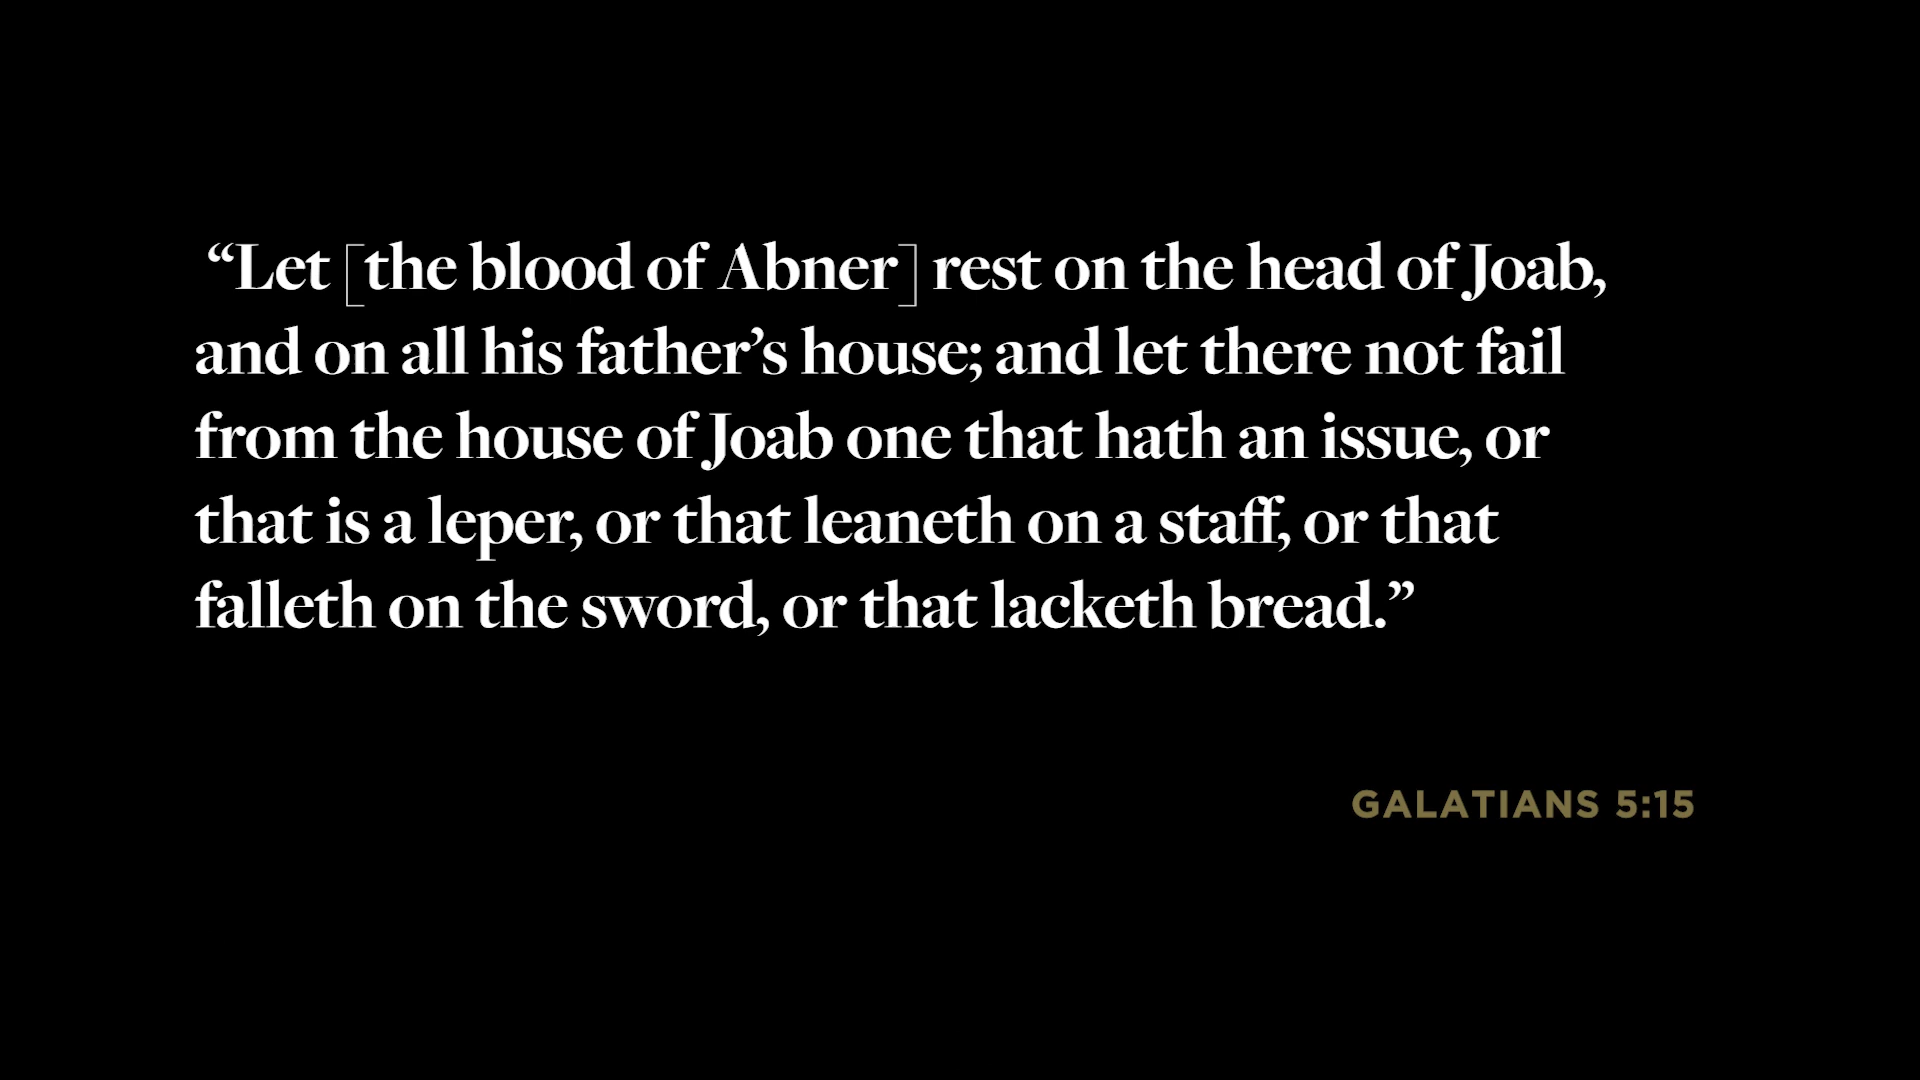 “Let [the blood of Abner] rest on the head of Joab,
and on all his father’s house; and let there not fail
from the house of Joab one that hath an issue, or
that is a leper, or that leaneth on a staff, or that
falleth on the sword, or that lacketh bread.”
GALATIANS 5:15